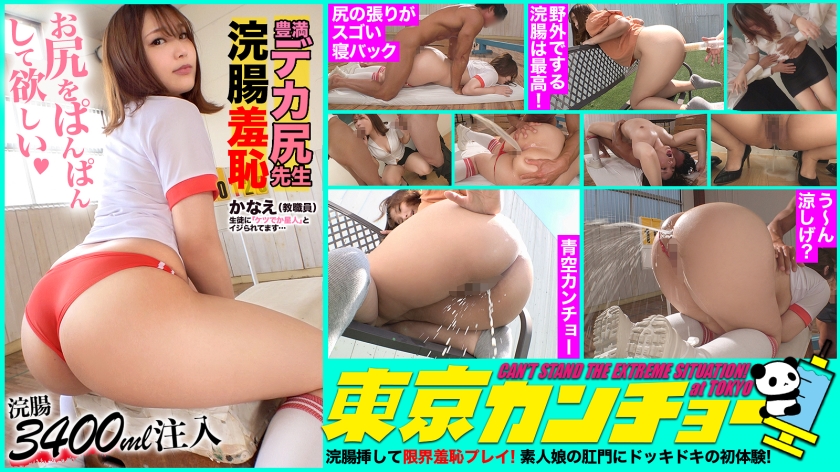 お尻をぱんぱん
して欲しい♥
豊満
デカ尻先生
浣腸羞恥
かなえ(教職員)
生徒に「ケツでか星人」と
イジられてます…
浣腸
3400ml注入
尻の張りが
スゴい
寝バック
野外でする
浣腸は最高!
青空カンチョー
う〜ん
涼しげ?
CAN'T STAND THE EXTREME SITUATION!
at TOKYO
東京カンチョー
浣腸挿して限界羞恥プレイ!素人娘の肛門にドッキドキの初体験!